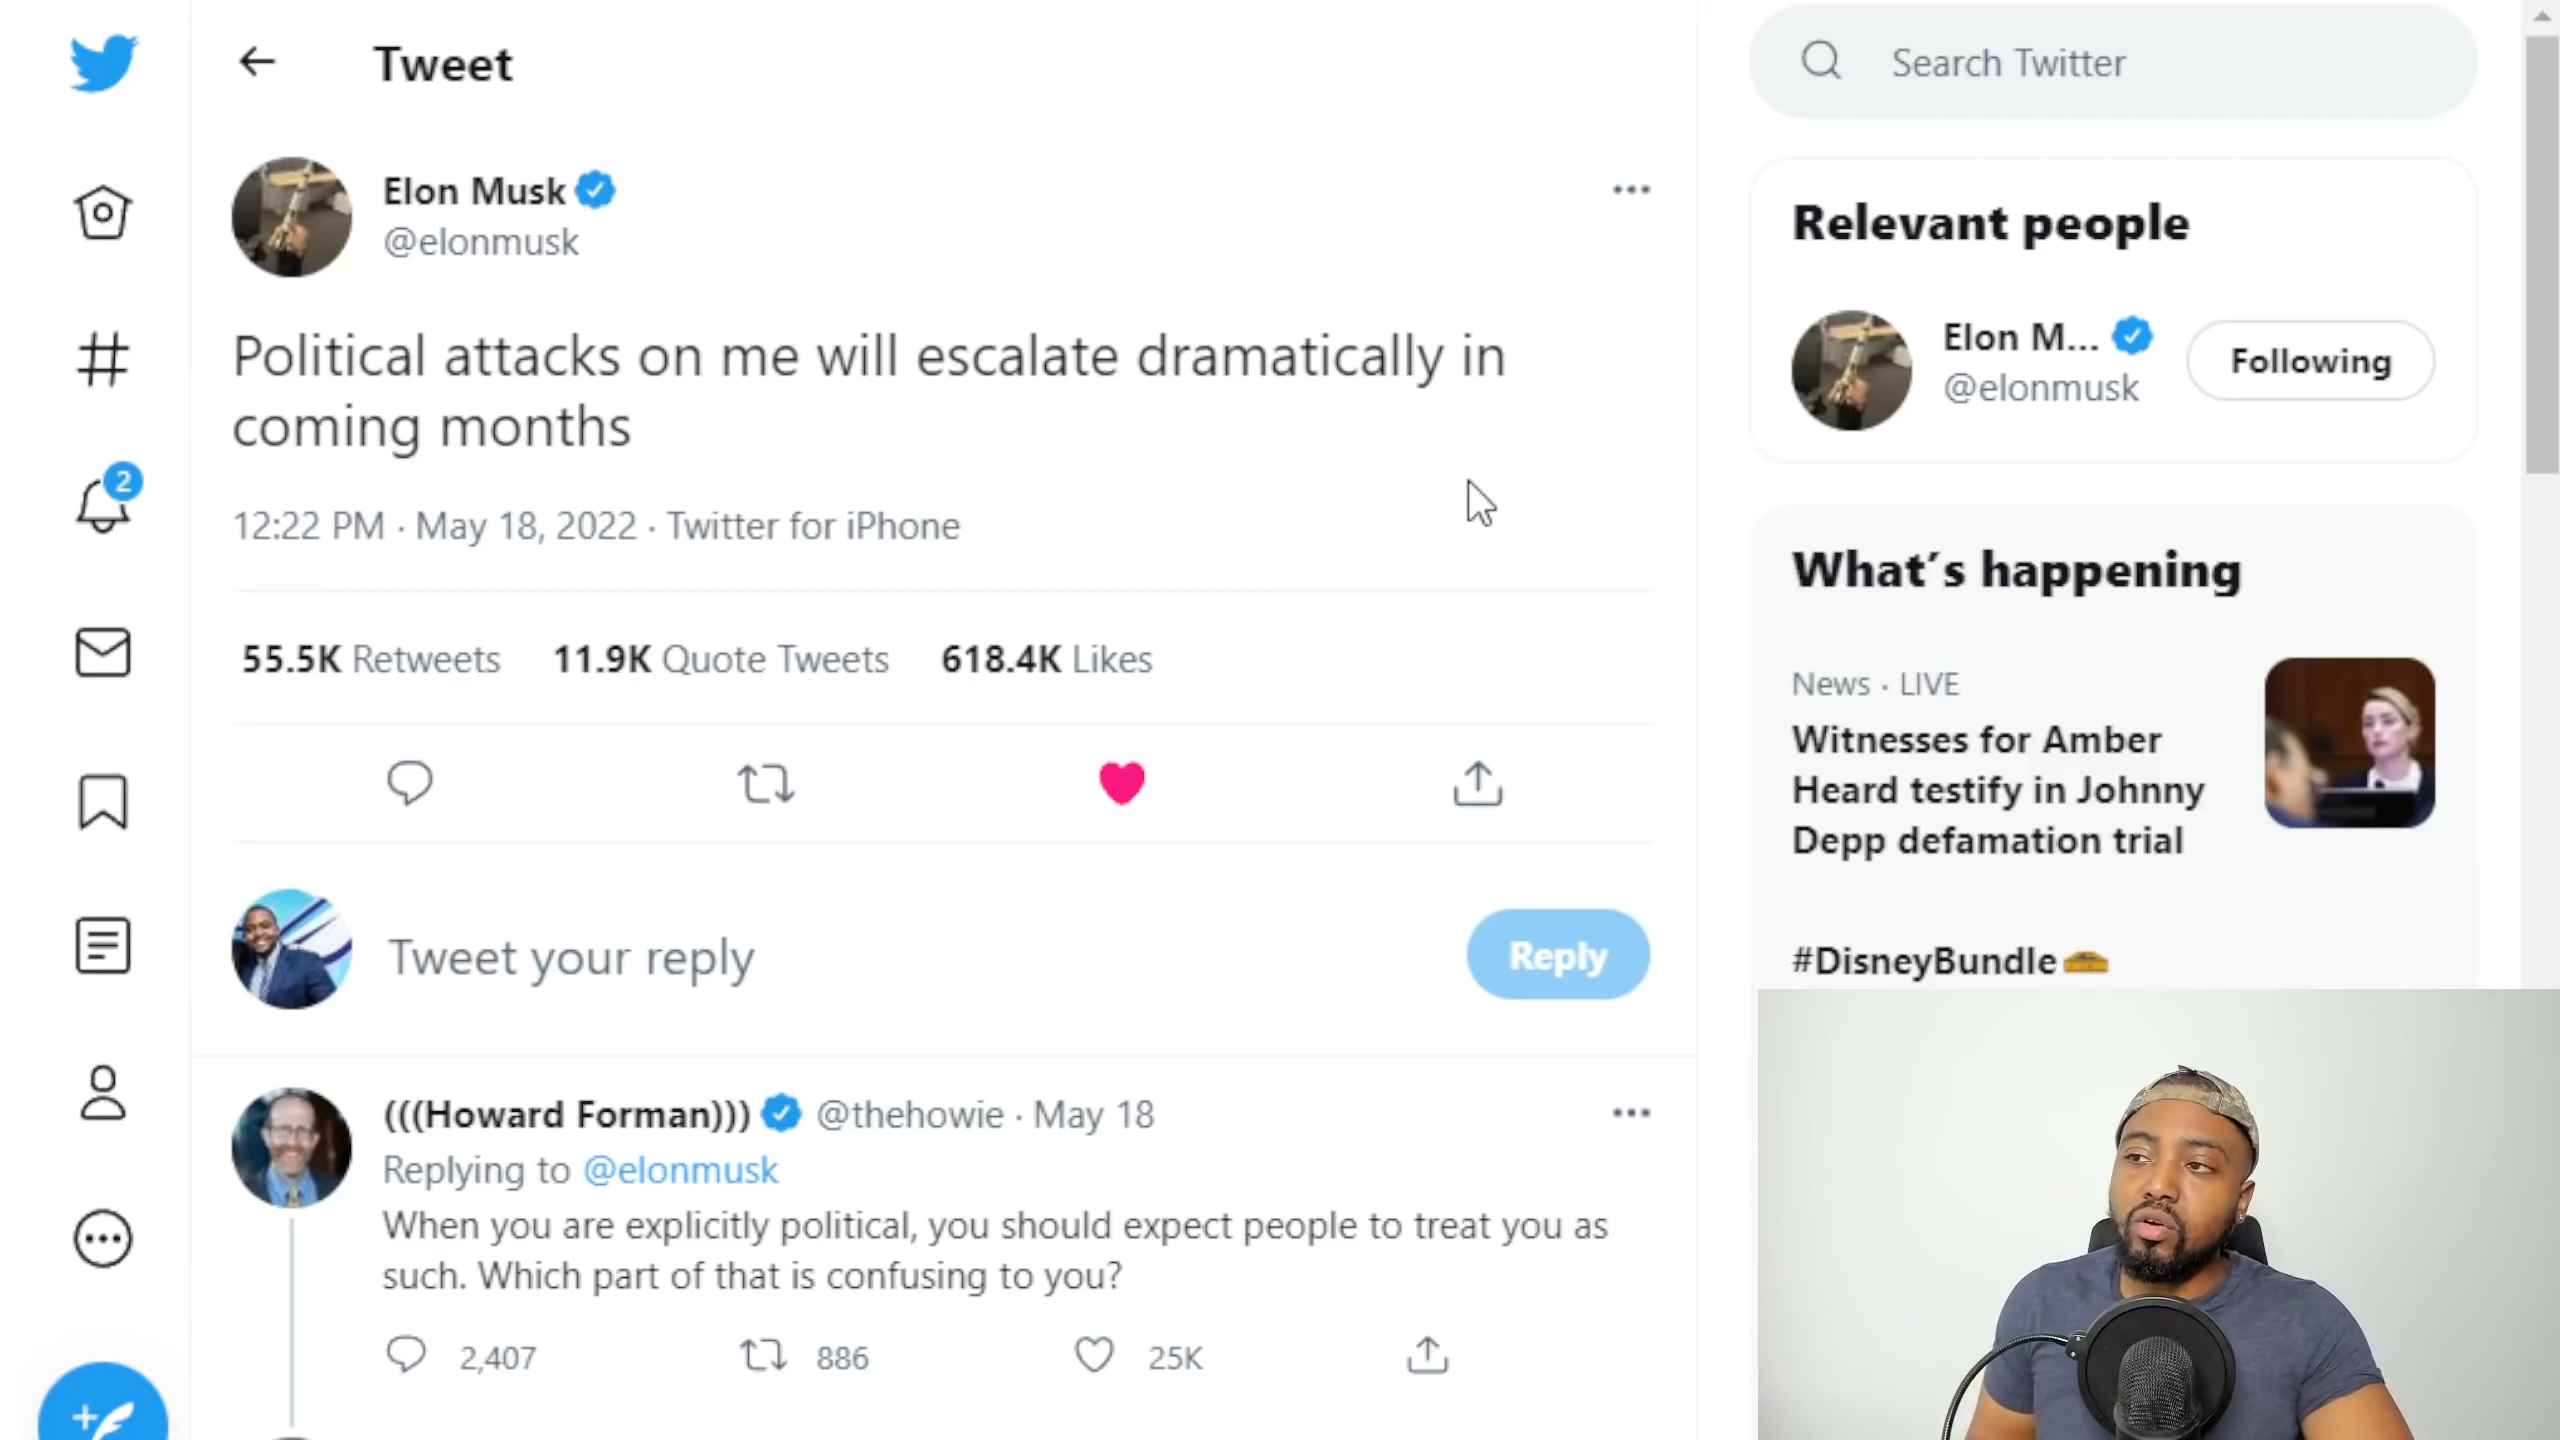 Tweet
Elon Musk
@elonmusk
Political attacks on me will escalate dramatically in
coming months
12:22 PM · May 18, 2022 · Twitter for iPhone
55.5K Retweets 11.9K Quote Tweets 618.4K Likes
Tweet your reply
Reply
(((Howard Forman))) @thehowie · May 18
Replying to @elonmusk
When you are explicitly political, you should expect people to treat you as
such. Which part of that is confusing to you?
2,407 886 25K
2
Search Twitter
Relevant people
Elon M...
@elonmusk
Following
What's happening
News · LIVE
Witnesses for Amber
Heard testify in Johnny
Depp defamation trial
#DisneyBundle